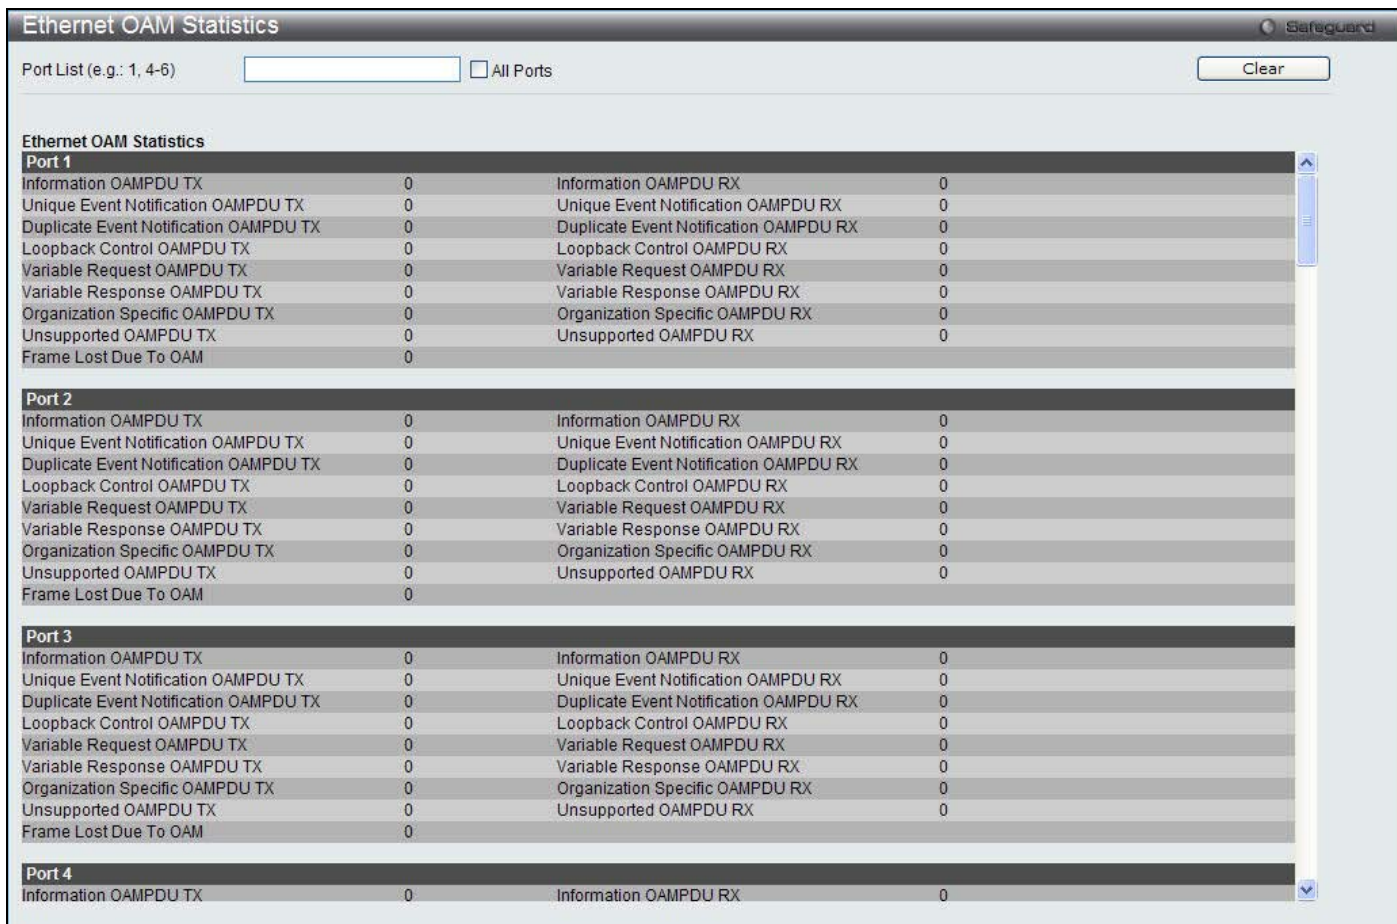 Ethernet OAM Statistics
Safeguard
Port List (e.g.: 1, 4-6) All Ports Clear
Ethernet OAM Statistics
Port 1
Information OAMPDU TX 0 Information OAMPDU RX 0
Unique Event Notification OAMPDU TX 0 Unique Event Notification OAMPDU RX 0
Duplicate Event Notification OAMPDU TX 0 Duplicate Event Notification OAMPDU RX 0
Loopback Control OAMPDU TX 0 Loopback Control OAMPDU RX 0
Variable Request OAMPDU TX 0 Variable Request OAMPDU RX 0
Variable Response OAMPDU TX 0 Variable Response OAMPDU RX 0
Organization Specific OAMPDU TX 0 Organization Specific OAMPDU RX 0
Unsupported OAMPDU TX 0 Unsupported OAMPDU RX 0
Frame Lost Due To OAM 0
Port 2
Information OAMPDU TX 0 Information OAMPDU RX 0
Unique Event Notification OAMPDU TX 0 Unique Event Notification OAMPDU RX 0
Duplicate Event Notification OAMPDU TX 0 Duplicate Event Notification OAMPDU RX 0
Loopback Control OAMPDU TX 0 Loopback Control OAMPDU RX 0
Variable Request OAMPDU TX 0 Variable Request OAMPDU RX 0
Variable Response OAMPDU TX 0 Variable Response OAMPDU RX 0
Organization Specific OAMPDU TX 0 Organization Specific OAMPDU RX 0
Unsupported OAMPDU TX 0 Unsupported OAMPDU RX 0
Frame Lost Due To OAM 0
Port 3
Information OAMPDU TX 0 Information OAMPDU RX 0
Unique Event Notification OAMPDU TX 0 Unique Event Notification OAMPDU RX 0
Duplicate Event Notification OAMPDU TX 0 Duplicate Event Notification OAMPDU RX 0
Loopback Control OAMPDU TX 0 Loopback Control OAMPDU RX 0
Variable Request OAMPDU TX 0 Variable Request OAMPDU RX 0
Variable Response OAMPDU TX 0 Variable Response OAMPDU RX 0
Organization Specific OAMPDU TX 0 Organization Specific OAMPDU RX 0
Unsupported OAMPDU TX 0 Unsupported OAMPDU RX 0
Frame Lost Due To OAM 0
Port 4
Information OAMPDU TX 0 Information OAMPDU RX 0